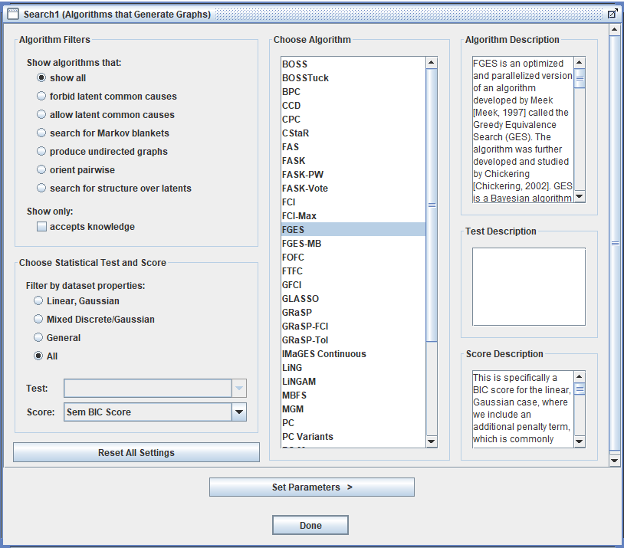 Search1 (Algorithms that Generate Graphs)
Algorithm Filters
Show algorithms that:
show all
forbid latent common causes
allow latent common causes
search for Markov blankets
produce undirected graphs
orient pairwise
search for structure over latents
Show only:
accepts knowledge
Choose Statistical Test and Score
Filter by dataset properties:
Linear, Gaussian
Mixed Discrete/Gaussian
General
All
Test:
Score: Sem BIC Score
Reset All Settings
Choose Algorithm
BOSS
BOSSTuck
BPC
CCD
CPC
CStaR
FAS
FASK
FASK-PW
FASK-Vote
FCI
FCI-Max
FGES
FGES-MB
FOFC
FTFC
GFCI
GLASSO
GRaSP
GRaSP-FCI
GRaSP-Tol
IMaGES Continuous
LiNG
LiNGAM
MBFS
MGM
PC
PC Variants
Algorithm Description
FGES is an optimized
and parallelized version
of an algorithm
developed by Meek
[Meek, 1997] called the
Greedy Equivalence
Search (GES). The
algorithm was further
developed and studied
by Chickering
[Chickering, 2002]. GES
is a Bayesian algorithm
Test Description
Score Description
This is specifically a
BIC score for the linear,
Gaussian case, where
we include an
additional penalty term,
which is commonly
Set Parameters >
Done